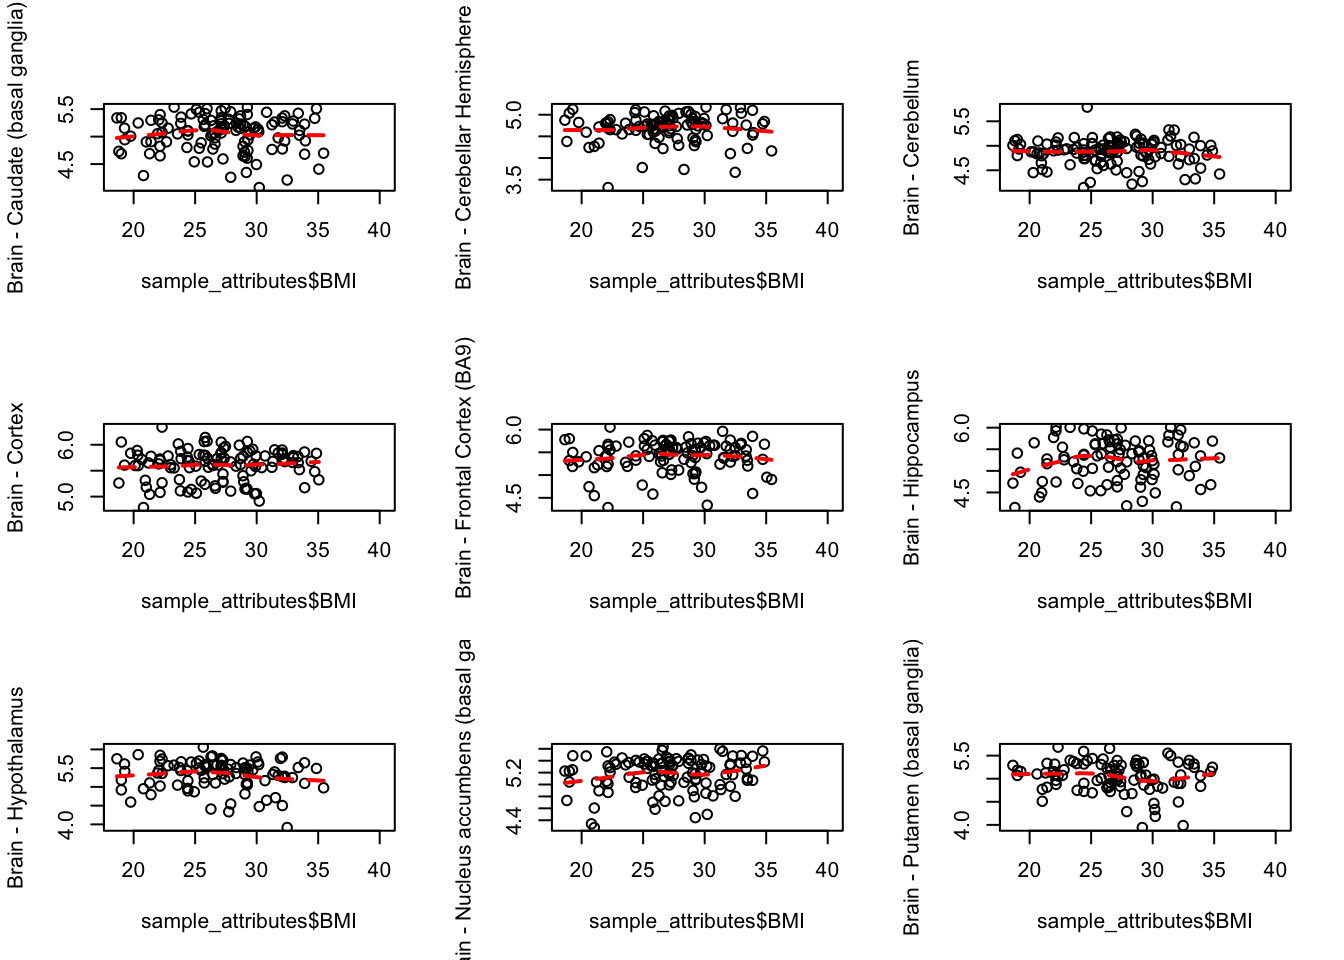 Brain - Caudate (basal ganglia)
4.5 5.5
20 25 30 35 40
sample_attributes$BMI
Brain - Cerebellar Hemisphere
3.5 5.0
20 25 30 35 40
sample_attributes$BMI
Brain - Cerebellum
4.5 5.5
20 25 30 35 40
sample_attributes$BMI
Brain - Cortex
5.0 6.0
20 25 30 35 40
sample_attributes$BMI
Brain - Frontal Cortex (BA9)
4.5 6.0
20 25 30 35 40
sample_attributes$BMI
Brain - Hippocampus
4.5 6.0
20 25 30 35 40
sample_attributes$BMI
Brain - Hypothalamus
4.0 5.5
20 25 30 35 40
sample_attributes$BMI
ain - Nucleus accumbens (basal ga
4.4 5.2
20 25 30 35 40
sample_attributes$BMI
Brain - Putamen (basal ganglia)
4.0 5.5
20 25 30 35 40
sample_attributes$BMI